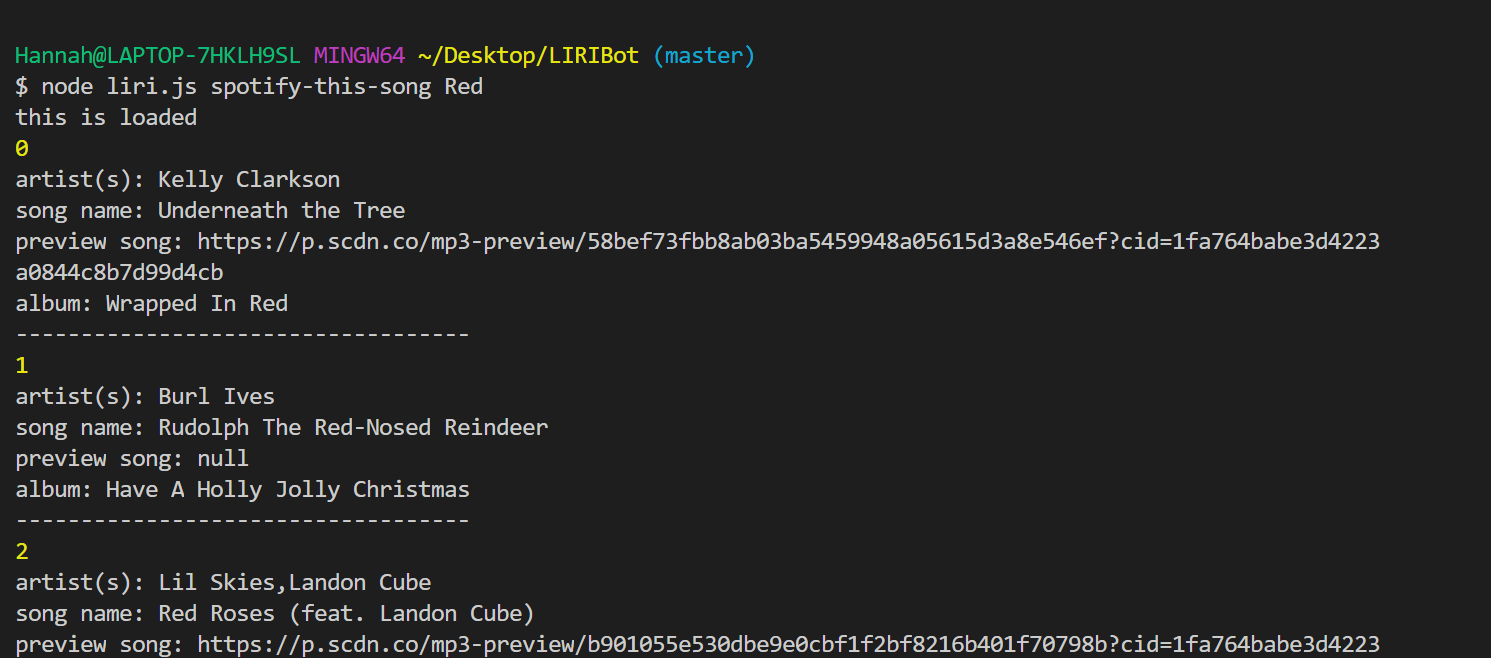 Hannah@LAPTOP-7HKLH9SL MINGW64 ~/Desktop/LIRIBot (master)
$ node liri.js spotify-this-song Red
this is loaded
0
artist(s): Kelly Clarkson
song name: Underneath the Tree
preview song: https://p.scdn.co/mp3-preview/58bef73fbb8ab03ba5459948a05615d3a8e546ef?cid=1fa764babe3d4223
a0844c8b7d99d4cb
album: Wrapped In Red
-----------------------------------
1
artist(s): Burl Ives
song name: Rudolph The Red-Nosed Reindeer
preview song: null
album: Have A Holly Jolly Christmas
-----------------------------------
2
artist(s): Lil Skies,Landon Cube
song name: Red Roses (feat. Landon Cube)
preview song: https://p.scdn.co/mp3-preview/b901055e530dbe9e0cbf1f2bf8216b401f70798b?cid=1fa764babe3d4223